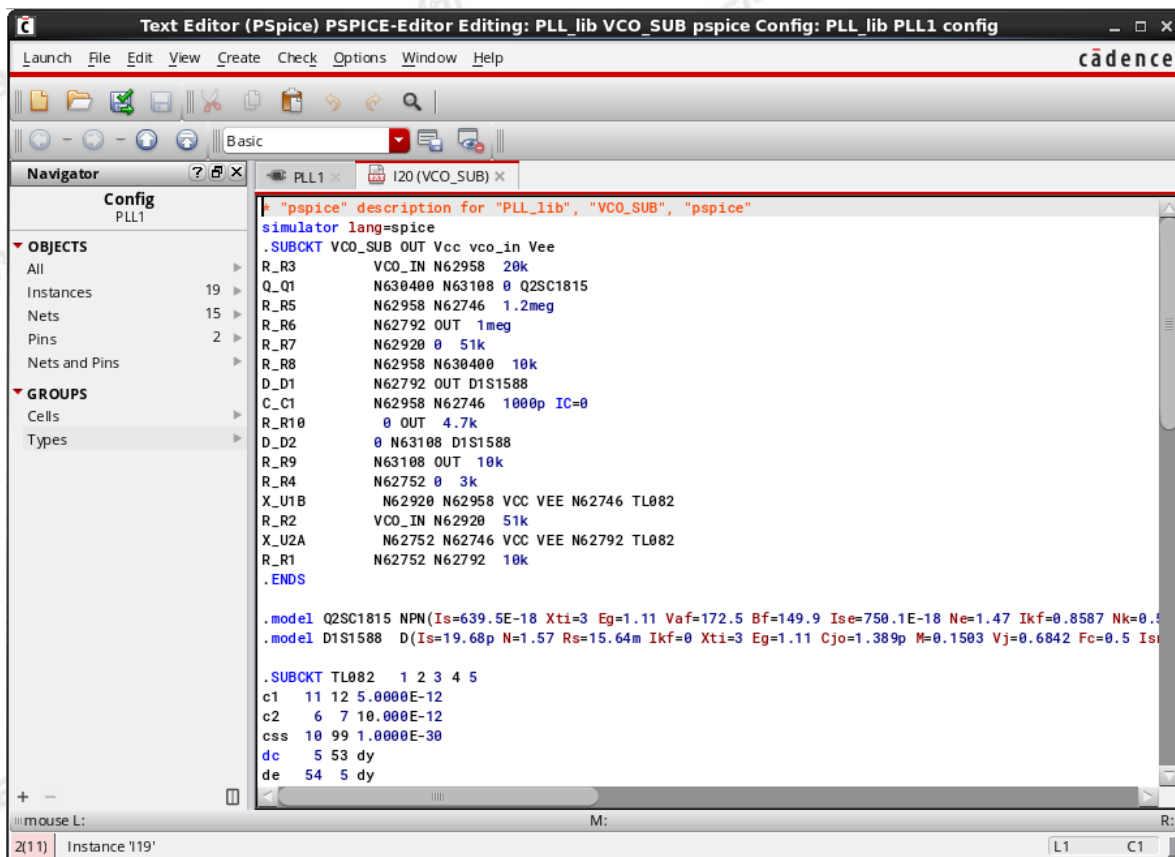 Text Editor (PSpice) PSPICE-Editor Editing: PLL_lib VCO_SUB pspice Config: PLL_lib PLL1 config
Launch File Edit View Create Check Options Window Help
cādence
Basic
Navigator
Config
PLL1
OBJECTS
All
Instances 19
Nets 15
Pins 2
Nets and Pins
GROUPS
Cells
Types
PLL1
I20 (VCO_SUB)
* "pspice" description for "PLL_lib", "VCO_SUB", "pspice"
simulator lang=spice
.SUBCKT VCO_SUB OUT Vcc vco_in Vee
R_R3 VCO_IN N62958 20k
Q_Q1 N630400 N63108 0 Q2SC1815
R_R5 N62958 N62746 1.2meg
R_R6 N62792 OUT 1meg
R_R7 N62920 0 51k
R_R8 N62958 N630400 10k
D_D1 N62792 OUT D1S1588
C_C1 N62958 N62746 1000p IC=0
R_R10 0 OUT 4.7k
D_D2 0 N63108 D1S1588
R_R9 N63108 OUT 10k
R_R4 N62752 0 3k
X_U1B N62920 N62958 VCC VEE N62746 TL082
R_R2 VCO_IN N62920 51k
X_U2A N62752 N62746 VCC VEE N62792 TL082
R_R1 N62752 N62792 10k
.ENDS
.model Q2SC1815 NPN(Is=639.5E-18 Xti=3 Eg=1.11 Vaf=172.5 Bf=149.9 Ise=750.1E-18 Ne=1.47 Ikf=0.8587
.model D1S1588 D(Is=19.68p N=1.57 Rs=15.64m Ikf=0 Xti=3 Eg=1.11 Cjo=1.389p M=0.1503 Vj=0.6842 Fc=0.5
.SUBCKT TL082 1 2 3 4 5
c1 11 12 5.0000E-12
c2 6 7 10.000E-12
css 10 99 1.0000E-30
dc 5 53 dy
de 54 5 dy
mouse L: M: R:
2(11) Instance 'I19' L1 C1